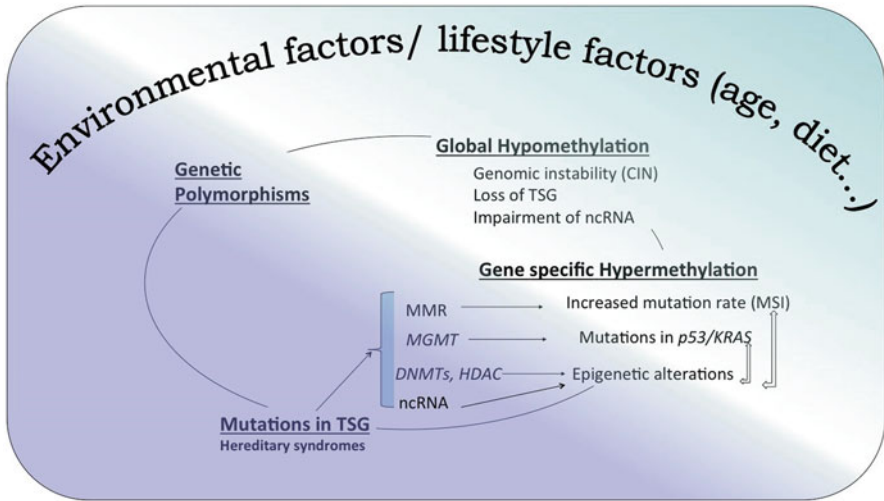 Environmental factors/ lifestyle factors (age, diet...)
Global Hypomethylation
Genomic instability (CIN)
Loss of TSG
Impairment of ncRNA
Genetic
Polymorphisms
Gene specific Hypermethylation
MMR
Increased mutation rate (MSI)
MGMT
Mutations in p53/KRAS
DNMTs, HDAC
Epigenetic alterations
ncRNA
Mutations in TSG
Hereditary syndromes